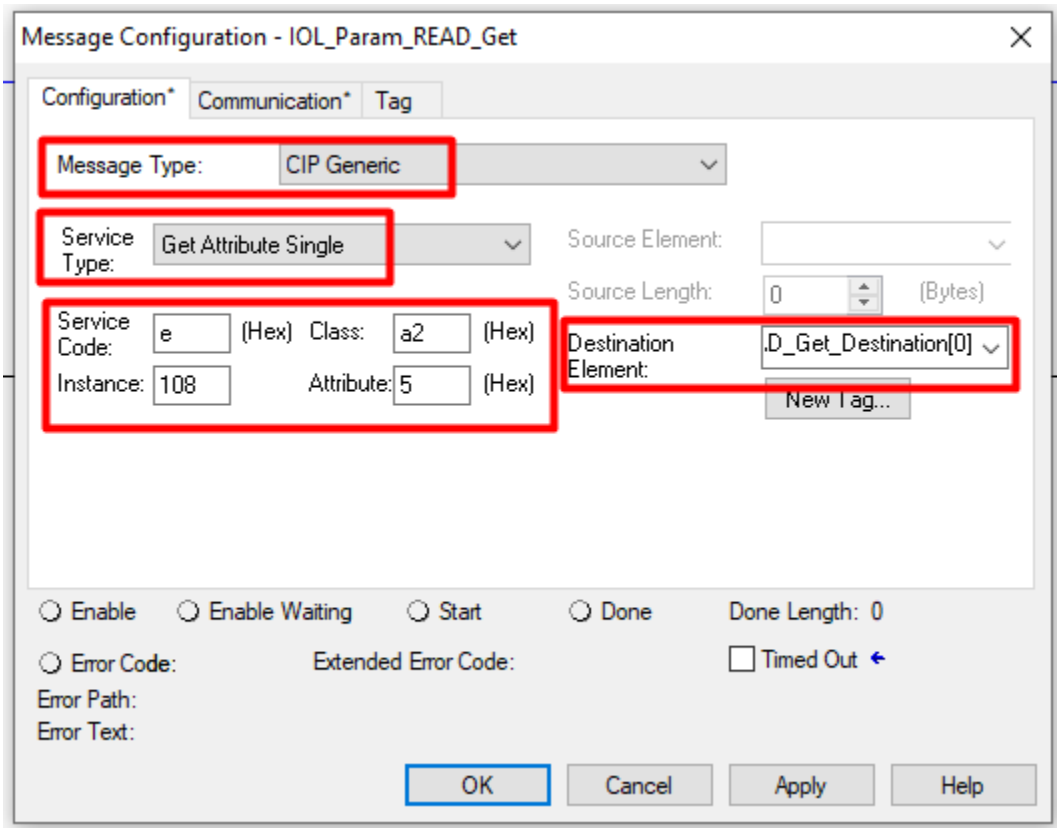 Message Configuration - IOL_Param_READ_Get
Configuration* Communication* Tag
Message Type: CIP Generic
Service Type: Get Attribute Single
Source Element:
Source Length: 0 (Bytes)
Service Code: e (Hex) Class: a2 (Hex)
Instance: 108 Attribute: 5 (Hex)
Destination Element: .D_Get_Destination[0]
New Tag...
Enable Enable Waiting Start Done Done Length: 0
Error Code: Extended Error Code: Timed Out
Error Path:
Error Text:
OK Cancel Apply Help